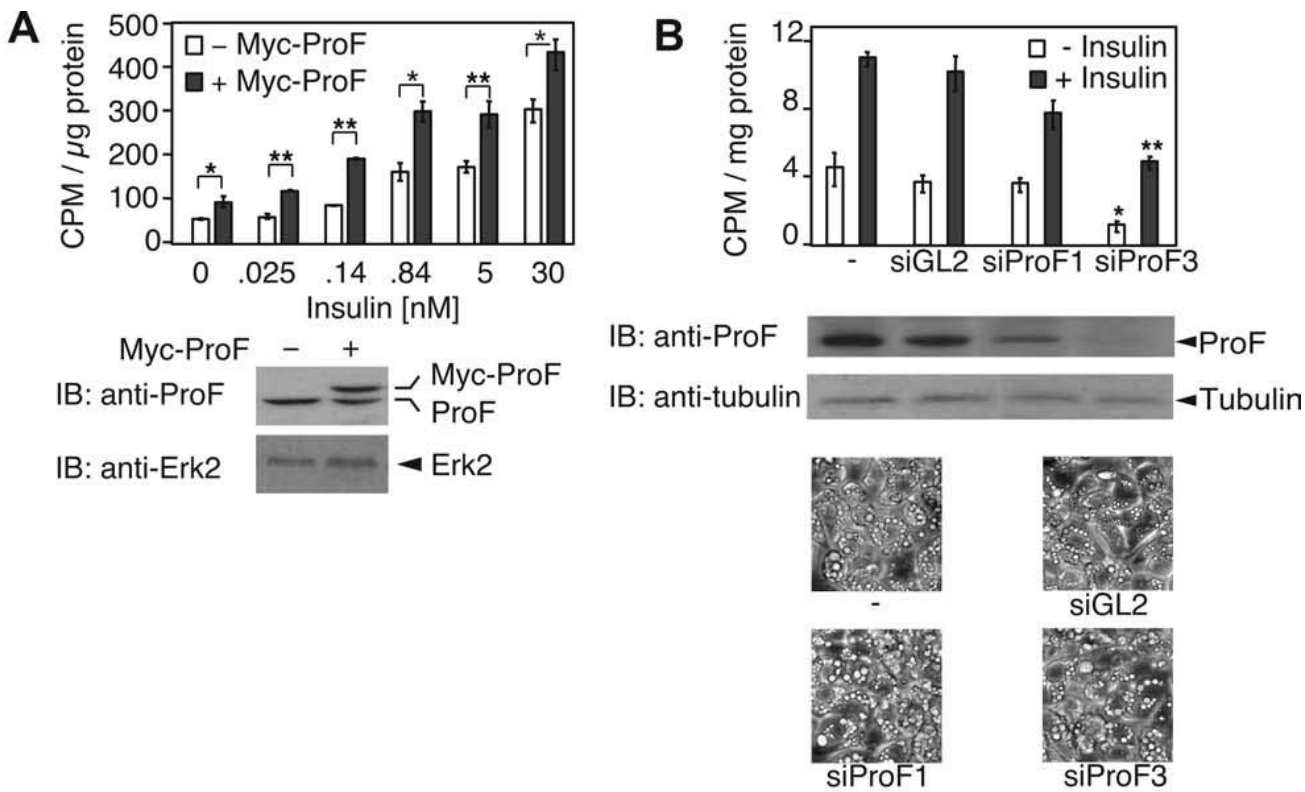 A
CPM / µg protein
500
400
300
200
100
0
– Myc-ProF
+ Myc-ProF
* ** ** * ** *
0 .025 .14 .84 5 30
Insulin [nM]
Myc-ProF – +
IB: anti-ProF
Myc-ProF
ProF
IB: anti-Erk2
Erk2
B
CPM / mg protein
12
8
4
0
- Insulin
+ Insulin
* **
- siGL2 siProF1 siProF3
IB: anti-ProF
ProF
IB: anti-tubulin
Tubulin
- siGL2
siProF1 siProF3